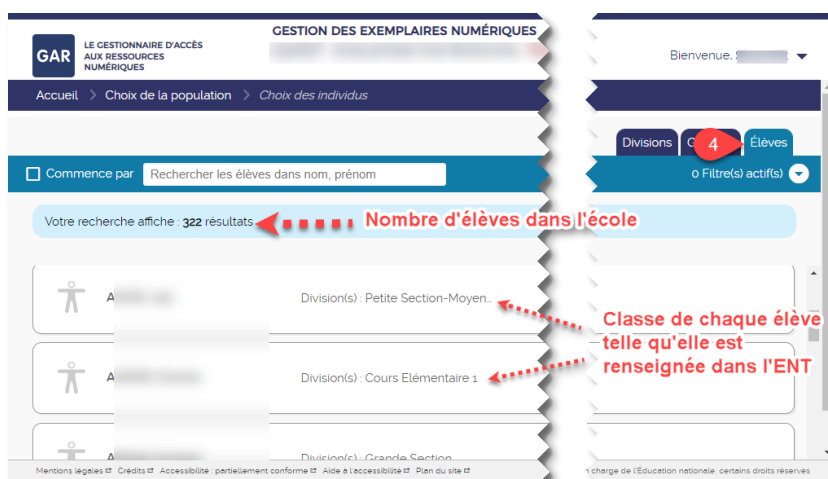 GESTION DES EXEMPLAIRES NUMÉRIQUES
GAR
LE GESTIONNAIRE D'ACCÈS
AUX RESSOURCES
NUMÉRIQUES
Bienvenue,
Accueil > Choix de la population > Choix des individus
Divisions G 4 Élèves
Commence par Rechercher les élèves dans nom, prénom 0 Filtre(s) actif(s)
Votre recherche affiche : 322 résultats
Nombre d'élèves dans l'école
A Division(s) : Petite Section-Moyen...
Classe de chaque élève
telle qu'elle est
renseignée dans l'ENT
A Division(s) : Cours Elémentaire 1
A Division(s) : Grande Section
Mentions légales Crédits Accessibilité : partiellement conforme Aide à l'accessibilité Plan du site charge de l'Éducation nationale, certains droits réservés